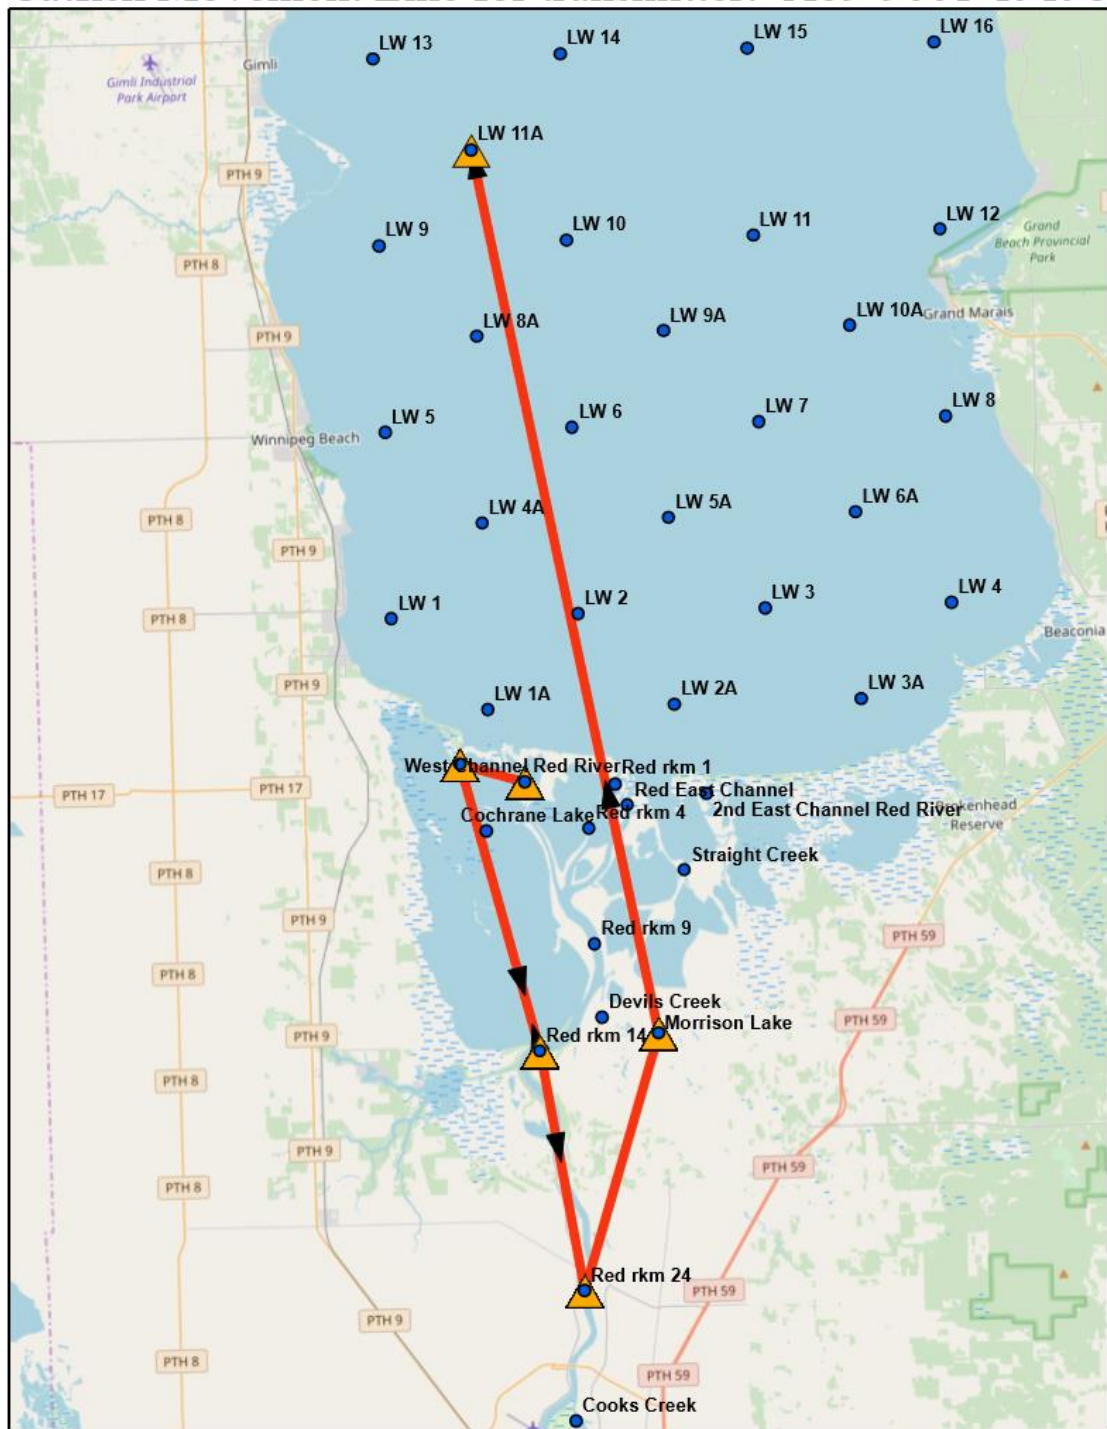 LW 13
LW 14
LW 15
LW 16
Gimli
Gimli Industrial
Park Airport
LW 11A
PTH 9
LW 9
LW 10
LW 11
LW 12
Grand
Beach Provincial
Park
PTH 8
LW 8A
LW 9A
LW 10A
Grand Marais
PTH 9
LW 5
LW 6
LW 7
LW 8
Winnipeg Beach
LW 4A
LW 5A
LW 6A
PTH 8
PTH 9
LW 1
LW 2
LW 3
LW 4
PTH 8
Beaconia
PTH 9
LW 1A
LW 2A
LW 3A
West Channel Red River
Red rkm 1
Red East Channel
PTH 17
PTH 17
2nd East Channel Red River
Brokenhead
Reserve
Cochrane Lake
Red rkm 4
Straight Creek
PTH 8
PTH 9
Red rkm 9
PTH 59
PTH 8
Devils Creek
Morrison Lake
PTH 59
PTH 9
Red rkm 14
PTH 8
PTH 9
PTH 59
PTH 8
Red rkm 24
PTH 59
PTH 9
PTH 8
PTH 59
Cooks Creek